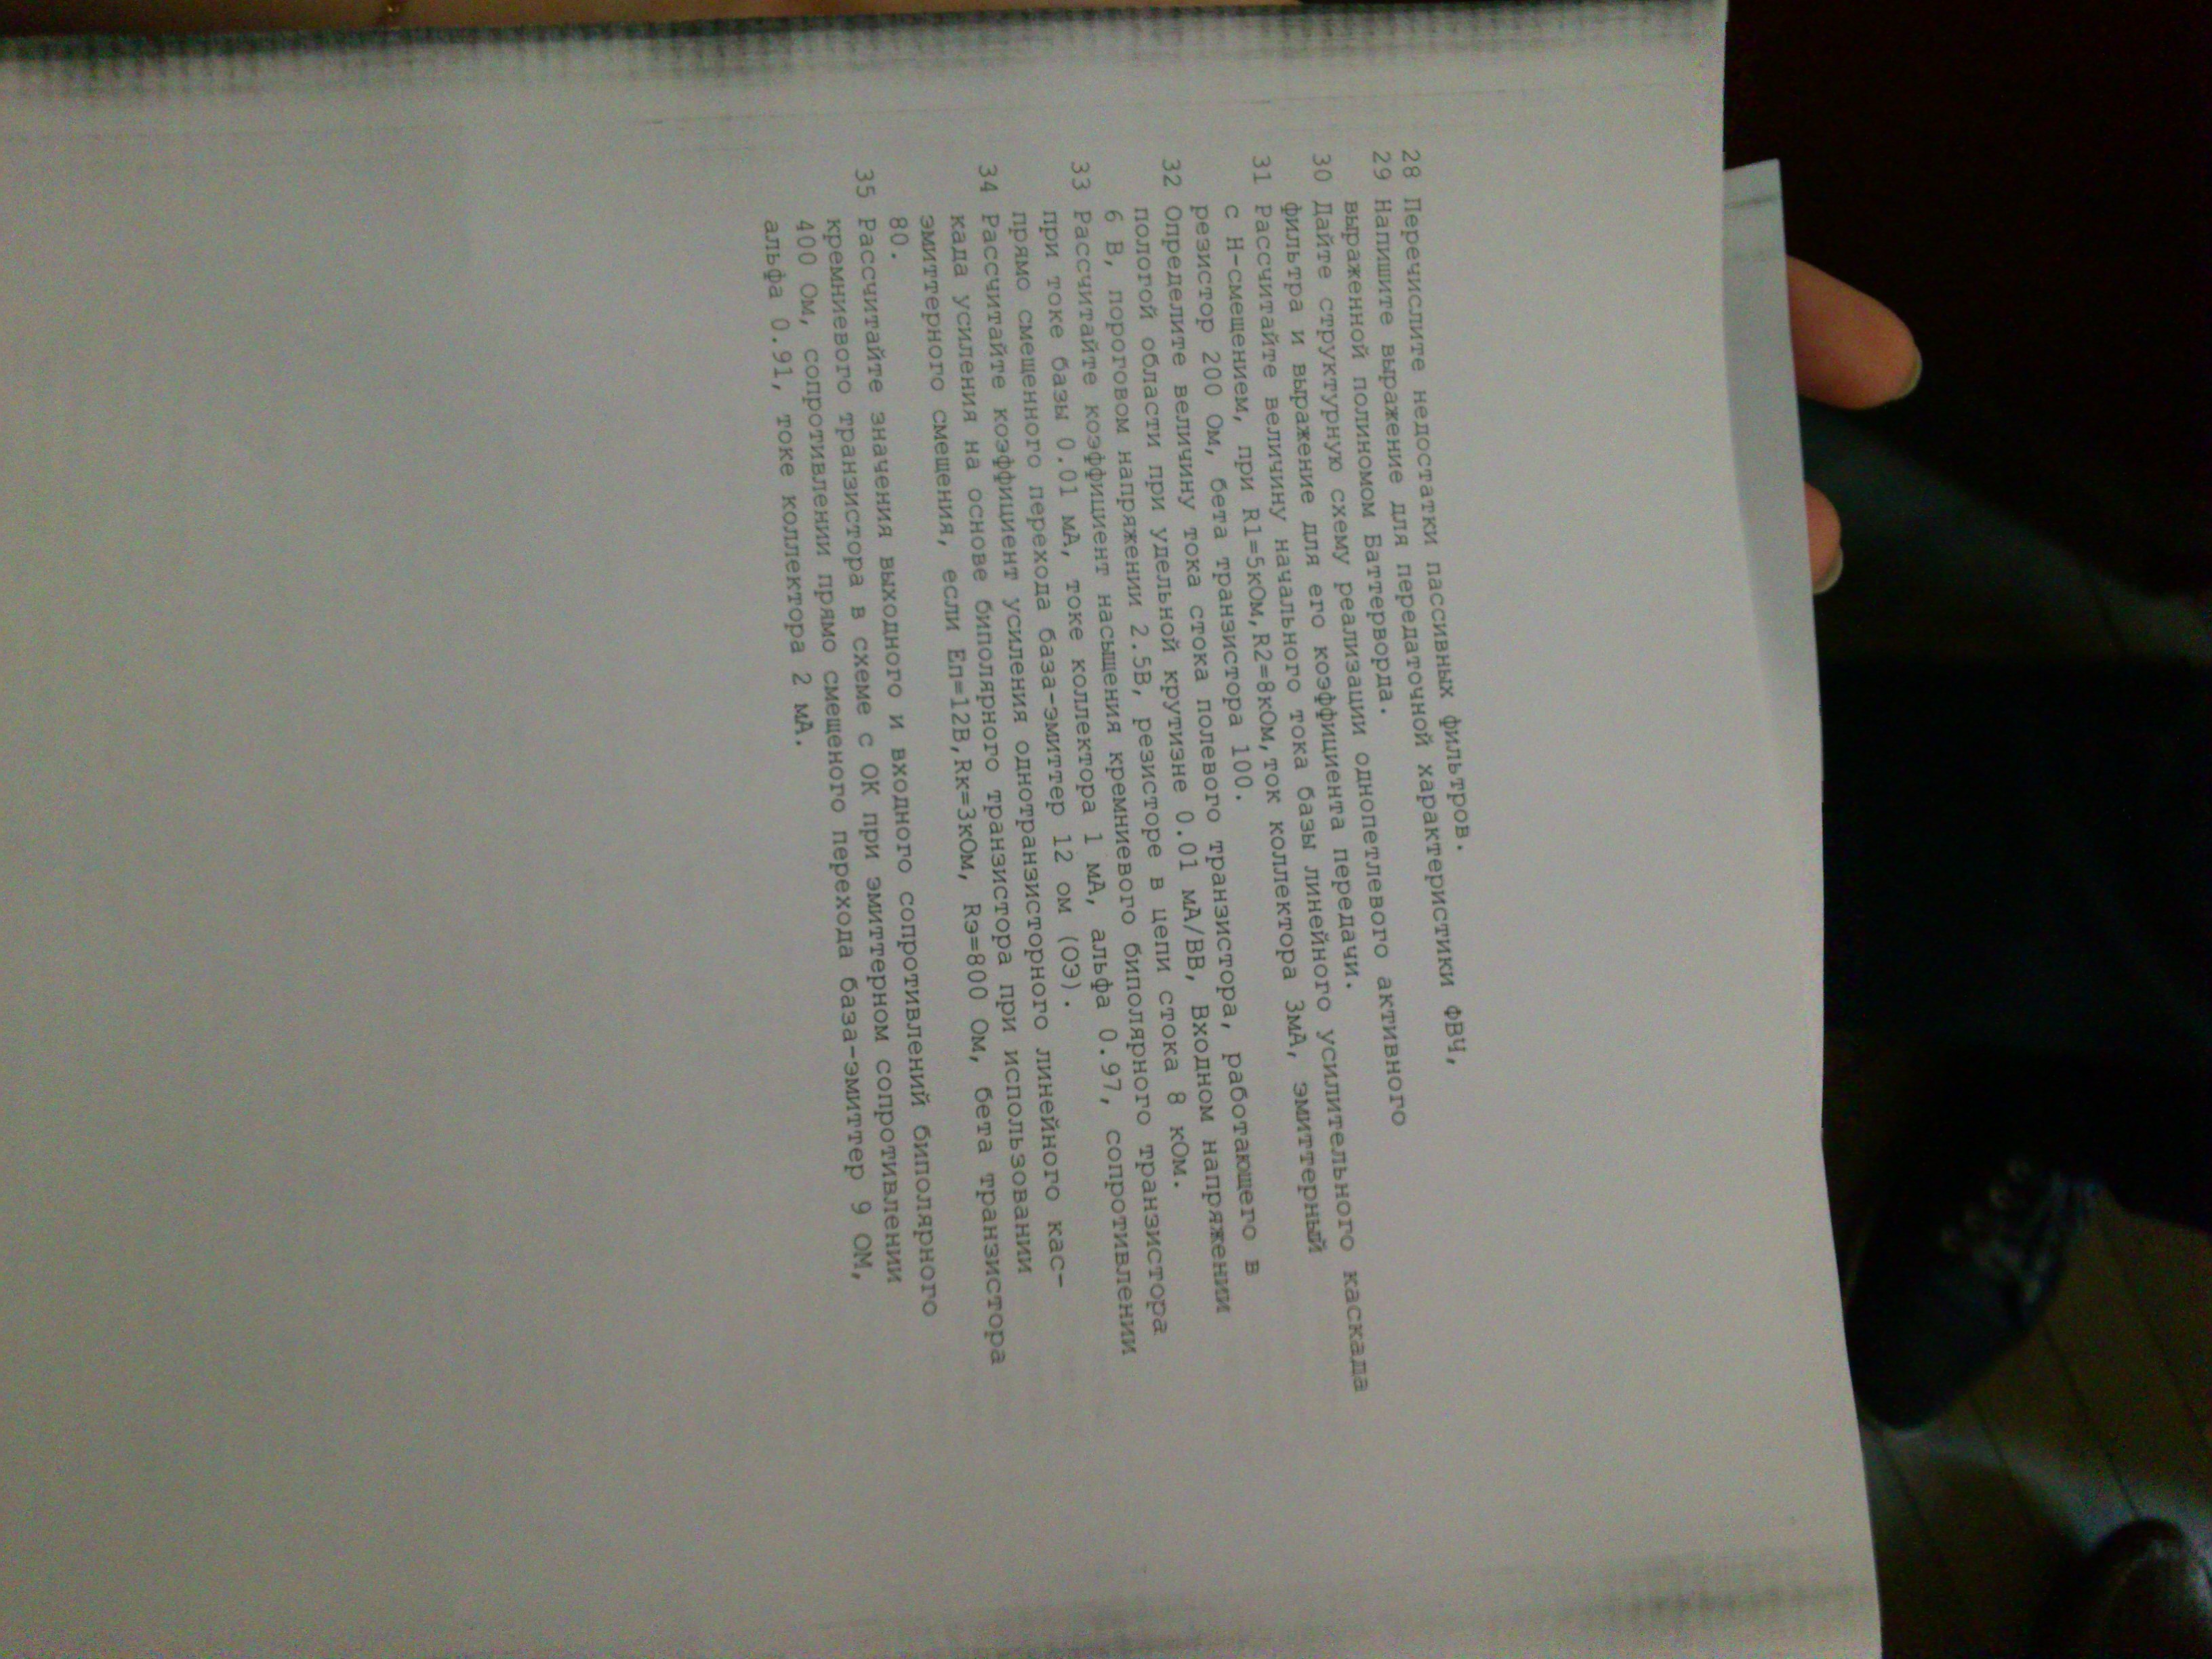 28 Перечислите недостатки пассивных фильтров.
29 Напишите выражение для передаточной характеристики ФВЧ,
выраженной полиномом Баттерворда.
30 Дайте структурную схему реализации однопетлевого активного
фильтра и выражение для его коэффициента передачи.
31 Рассчитайте величину начального тока базы линейного усилительного каскада
с Н-смещением, при R1=5кОм,R2=8кОм,ток коллектора 3мА, эмиттерный
резистор 200 Ом, бета транзистора 100.
32 Определите величину тока стока полевого транзистора, работающего в
пологой области при удельной крутизне 0.01 мА/ВВ, Входном напряжении
6 В, пороговом напряжении 2.5В, резисторе в цепи стока 8 кОм.
33 Рассчитайте коэффициент насыщения кремниевого биполярного транзистора
при токе базы 0.01 мА, токе коллектора 1 мА, альфа 0.97, сопротивлении
прямо смещенного перехода база-эмиттер 12 ом (ОЭ).
34 Рассчитайте коэффициент усиления однотранзисторного линейного кас-
када усиления на основе биполярного транзистора при использовании
эмиттерного смещения, если Еп=12В,Rк=3кОм, Rэ=800 Ом, бета транзистора
80.
35 Рассчитайте значения выходного и входного сопротивлений биполярного
кремниевого транзистора в схеме с ОК при эмиттерном сопротивлении
400 Ом, сопротивлении прямо смещеного перехода база-эмиттер 9 ОМ,
альфа 0.91, токе коллектора 2 мА.